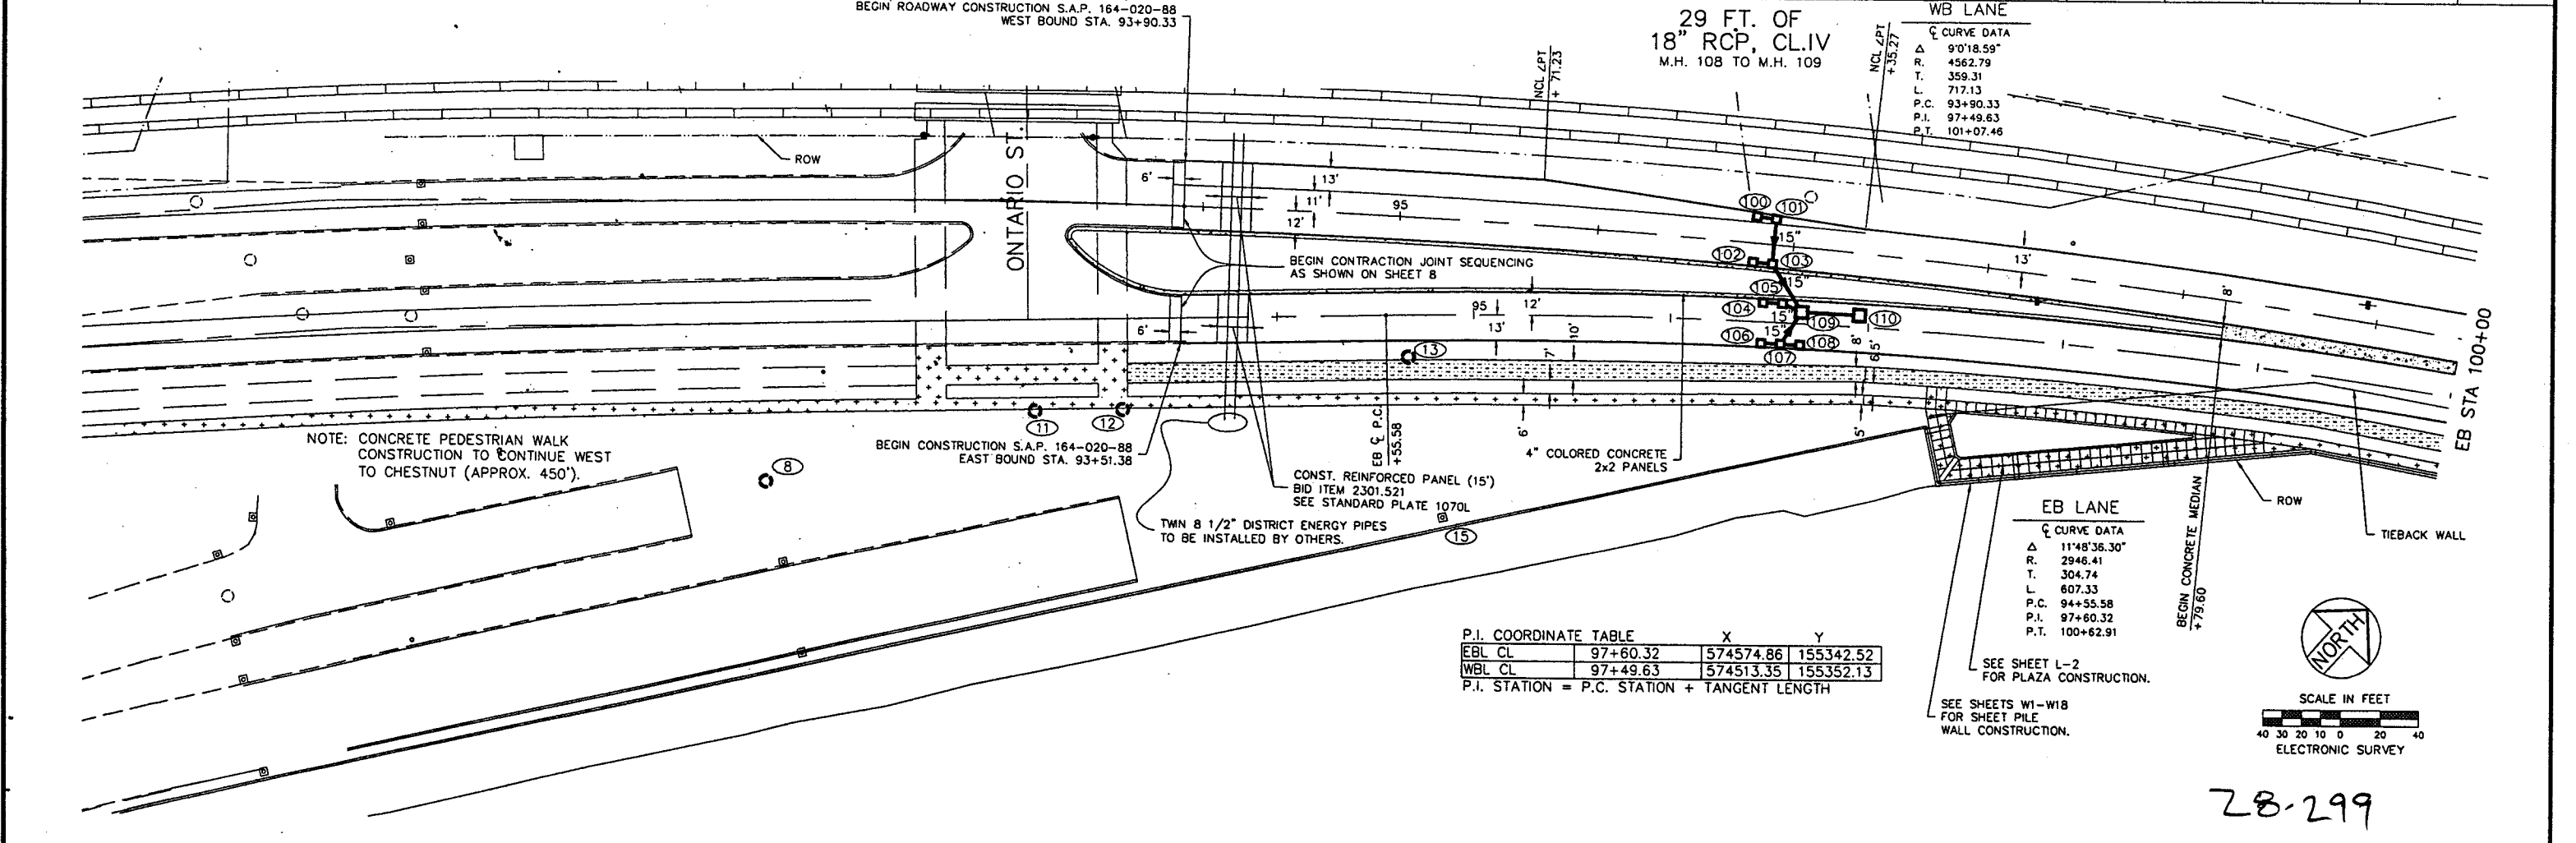 BEGIN ROADWAY CONSTRUCTION S.A.P. 164-020-88
WEST BOUND STA. 93+90.33
29 FT. OF
18" RCP, CL.IV
M.H. 108 TO M.H. 109
NCL ∠PT
+71.23
NCL ∠PT
+35.27
WB LANE
℄ CURVE DATA
Δ 9°0'18.59"
R. 4562.79
T. 359.31
L. 717.13
P.C. 93+90.33
P.I. 97+49.63
P.T. 101+07.46
ROW
ONTARIO ST.
6'
13'
11'
12'
95
100
101
15"
102
103
15"
13'
BEGIN CONTRACTION JOINT SEQUENCING
AS SHOWN ON SHEET 8
105
104
15"
109
110
95
12'
13'
10'
6'
15"
106
107
108
8'
6.5'
7'
13
8'
EB STA 100+00
11
12
6'
5'
NOTE: CONCRETE PEDESTRIAN WALK
CONSTRUCTION TO CONTINUE WEST
TO CHESTNUT (APPROX. 450').
8
BEGIN CONSTRUCTION S.A.P. 164-020-88
EAST BOUND STA. 93+51.38
EB ℄ P.C.
+55.58
4" COLORED CONCRETE
2x2 PANELS
CONST. REINFORCED PANEL (15')
BID ITEM 2301.521
SEE STANDARD PLATE 1070L
TWIN 8 1/2" DISTRICT ENERGY PIPES
TO BE INSTALLED BY OTHERS.
15
ROW
TIEBACK WALL
BEGIN CONCRETE MEDIAN
+79.60
EB LANE
℄ CURVE DATA
Δ 11°48'36.30"
R. 2946.41
T. 304.74
L. 607.33
P.C. 94+55.58
P.I. 97+60.32
P.T. 100+62.91
P.I. COORDINATE TABLE X Y
EBL CL 97+60.32 574574.86 155342.52
WBL CL 97+49.63 574513.35 155352.13
P.I. STATION = P.C. STATION + TANGENT LENGTH
SEE SHEET L-2
FOR PLAZA CONSTRUCTION.
SEE SHEETS W1-W18
FOR SHEET PILE
WALL CONSTRUCTION.
NORTH
SCALE IN FEET
40 30 20 10 0 20 40
ELECTRONIC SURVEY
28-299